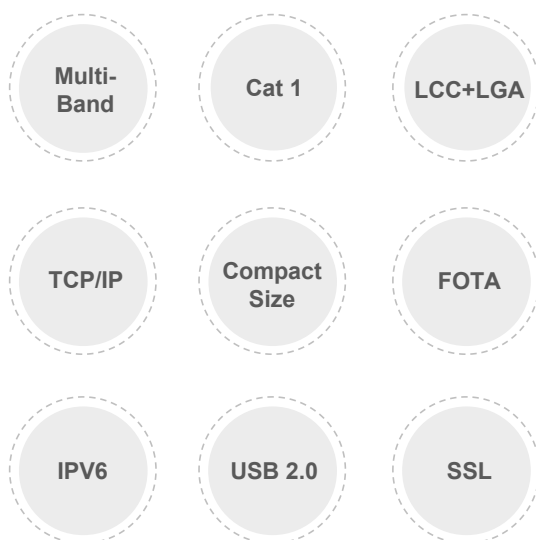 Multi-
Band
Cat 1
LCC+LGA
TCP/IP
Compact
Size
FOTA
IPV6
USB 2.0
SSL